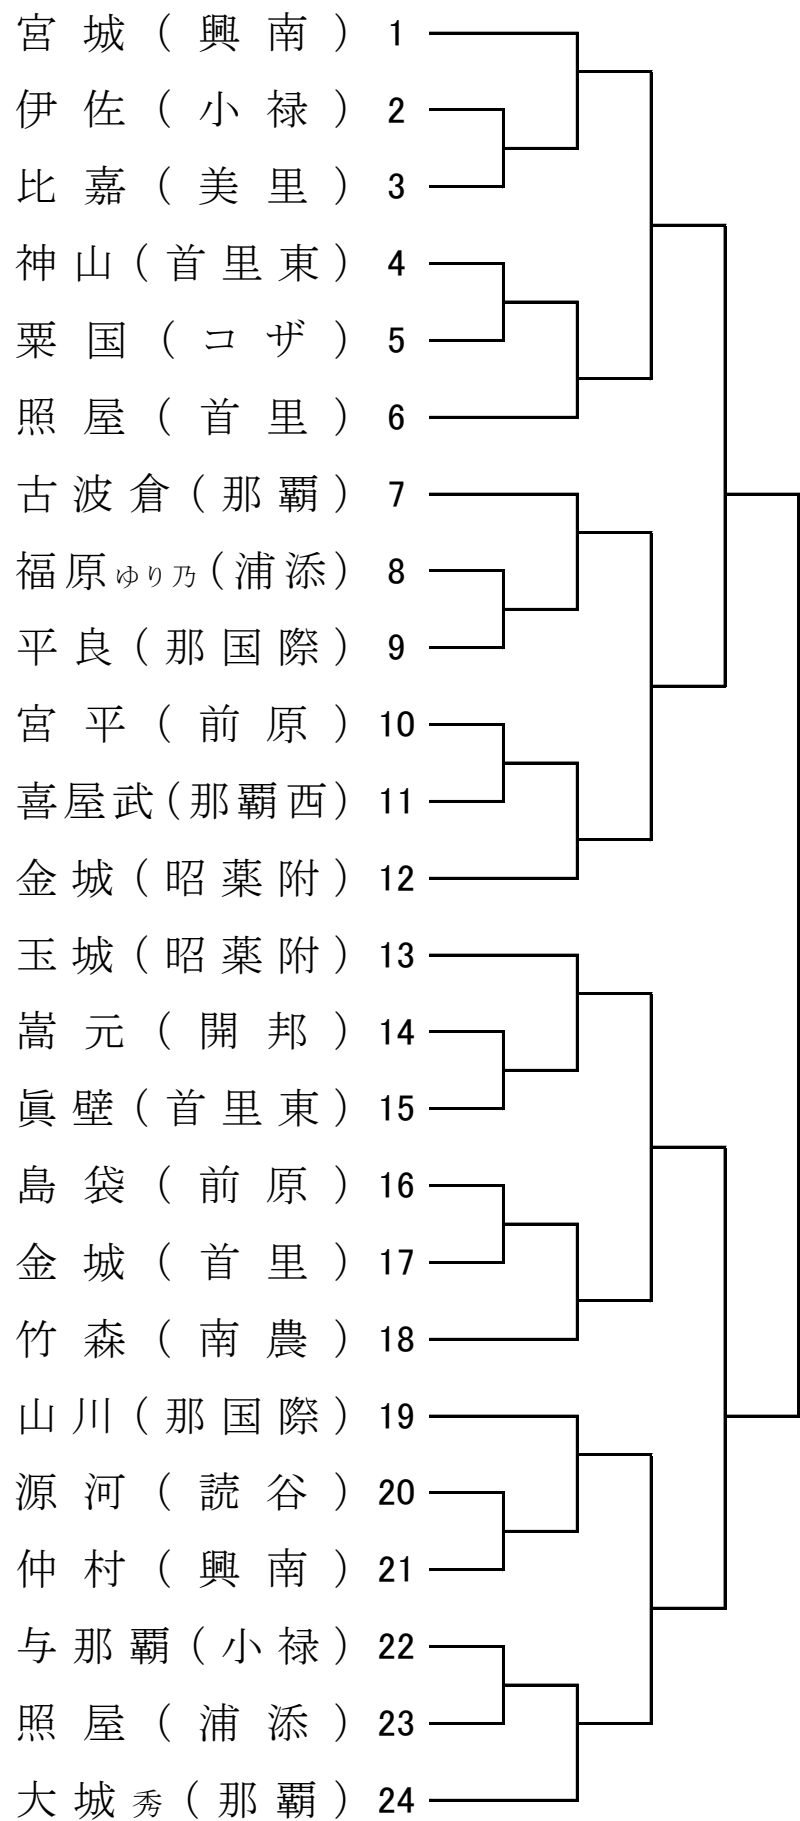 宮城(興南) 1
伊佐(小禄) 2
比嘉(美里) 3
神山(首里東) 4
粟国(コザ) 5
照屋(首里) 6
古波倉(那覇) 7
福原ゆり乃(浦添) 8
平良(那国際) 9
宮平(前原) 10
喜屋武(那覇西) 11
金城(昭薬附) 12
玉城(昭薬附) 13
嵩元(開邦) 14
眞壁(首里東) 15
島袋(前原) 16
金城(首里) 17
竹森(南農) 18
山川(那国際) 19
源河(読谷) 20
仲村(興南) 21
与那覇(小禄) 22
照屋(浦添) 23
大城秀(那覇) 24